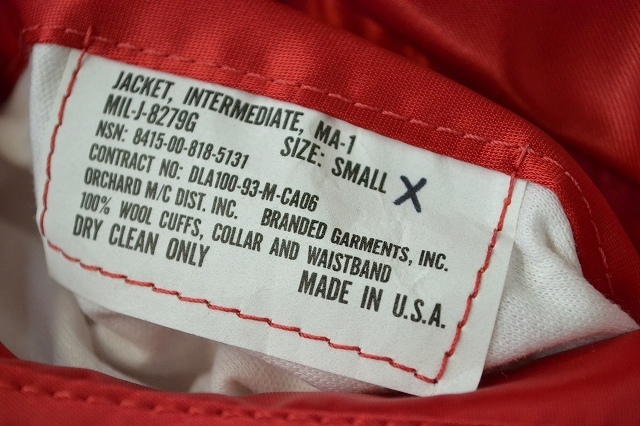 JACKET, INTERMEDIATE, MA-1
MIL-J-8279G
NSN: 8415-00-818-5131 SIZE: SMALL X
CONTRACT NO: DLA100-93-M-CA06
ORCHARD M/C DIST. INC. BRANDED GARMENTS, INC.
100% WOOL CUFFS, COLLAR AND WAISTBAND
DRY CLEAN ONLY MADE IN U.S.A.